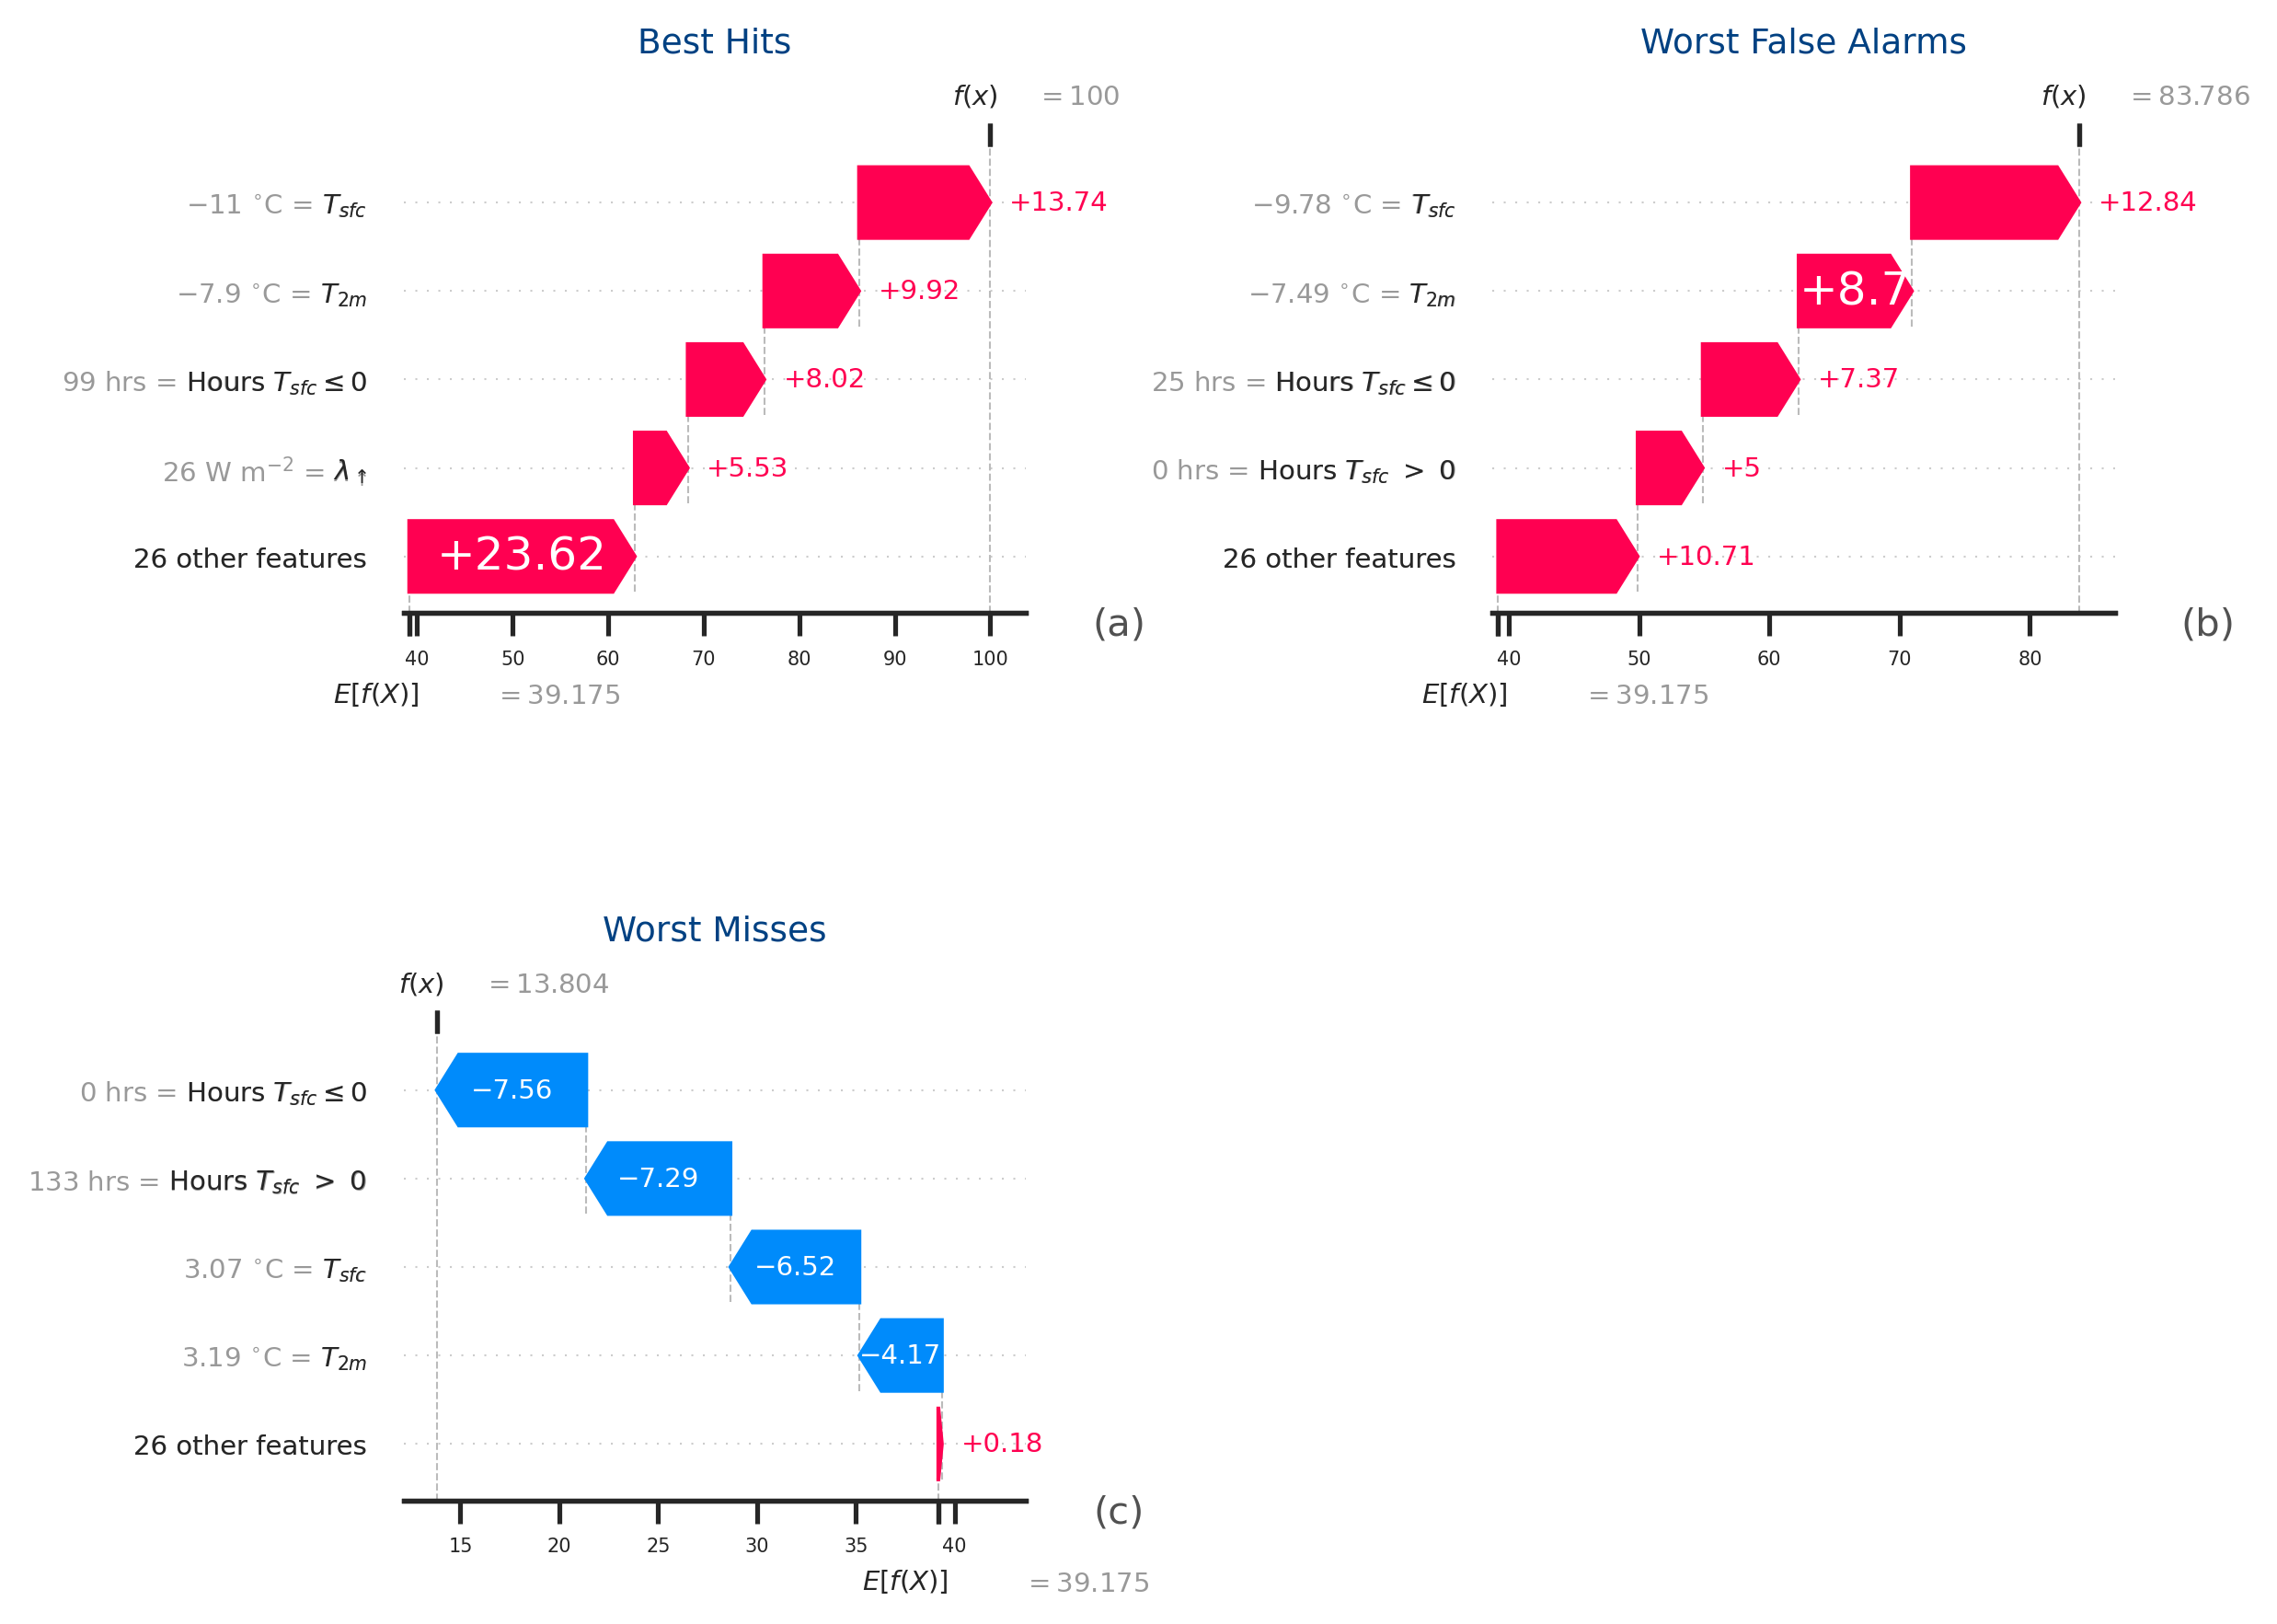 Best Hits
f(x) = 100
−11 °C = T_sfc
+13.74
−7.9 °C = T_2m
+9.92
99 hrs = Hours T_sfc ≤ 0
+8.02
26 W m^−2 = λ_↑
+5.53
26 other features
+23.62
40 50 60 70 80 90 100
(a)
E[f(X)] = 39.175
Worst False Alarms
f(x) = 83.786
−9.78 °C = T_sfc
+12.84
−7.49 °C = T_2m
+8.7
25 hrs = Hours T_sfc ≤ 0
+7.37
0 hrs = Hours T_sfc > 0
+5
26 other features
+10.71
40 50 60 70 80
(b)
E[f(X)] = 39.175
Worst Misses
f(x) = 13.804
0 hrs = Hours T_sfc ≤ 0
−7.56
133 hrs = Hours T_sfc > 0
−7.29
3.07 °C = T_sfc
−6.52
3.19 °C = T_2m
−4.17
26 other features
+0.18
15 20 25 30 35 40
(c)
E[f(X)] = 39.175